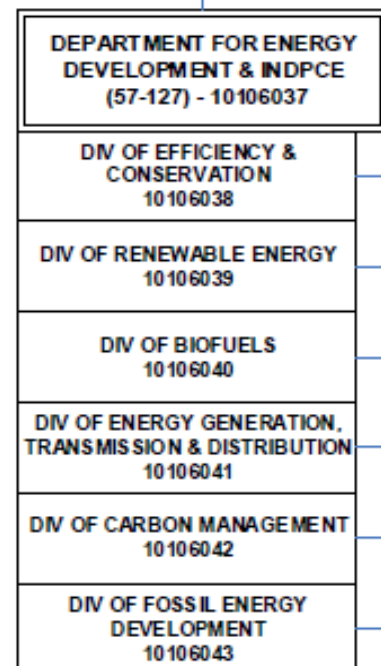 DEPARTMENT FOR ENERGY
DEVELOPMENT & INDPCE
(57-127) - 10106037
DIV OF EFFICIENCY &
CONSERVATION
10106038
DIV OF RENEWABLE ENERGY
10106039
DIV OF BIOFUELS
10106040
DIV OF ENERGY GENERATION,
TRANSMISSION & DISTRIBUTION
10106041
DIV OF CARBON MANAGEMENT
10106042
DIV OF FOSSIL ENERGY
DEVELOPMENT
10106043